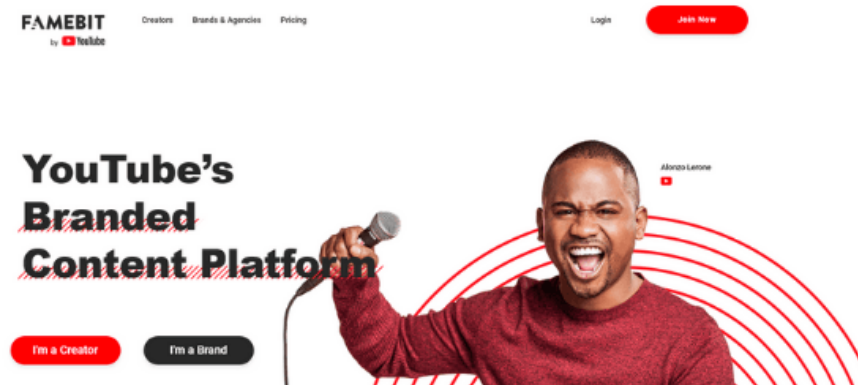 FAMEBIT
by YouTube
Creators Brands & Agencies Pricing
Login
Join Now
YouTube's
Branded
Content Platform
Alonzo Lerone
I'm a Creator
I'm a Brand